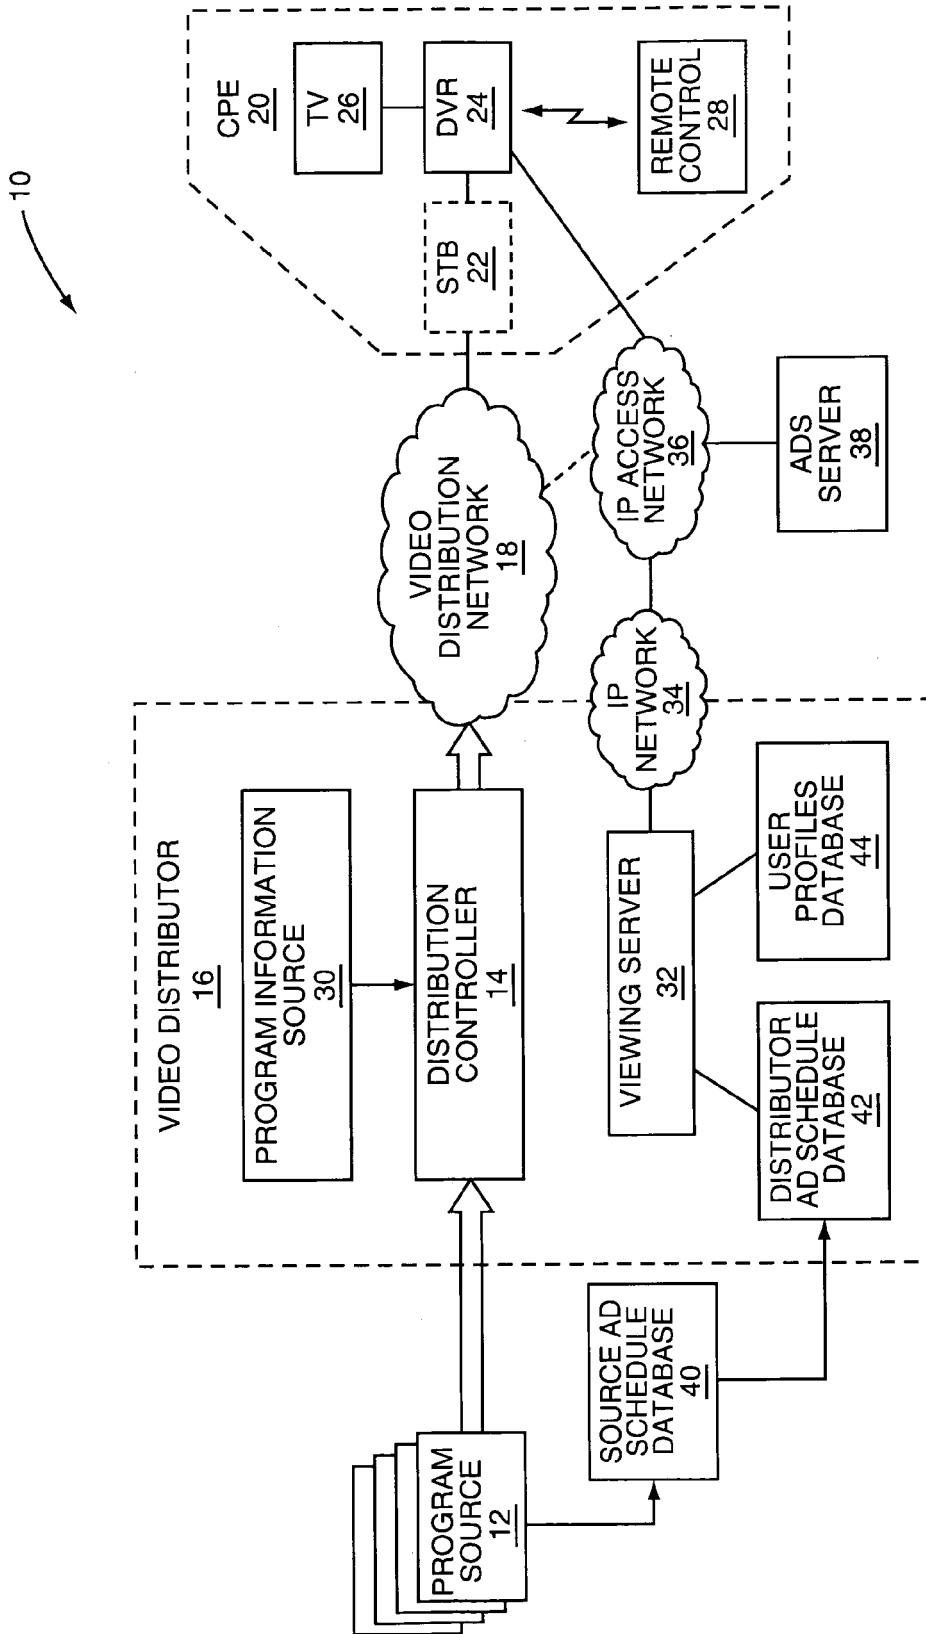 10
CPE
20
TV
26
DVR
24
STB
22
REMOTE
CONTROL
28
VIDEO
DISTRIBUTION
NETWORK
18
IP ACCESS
NETWORK
36
ADS
SERVER
38
IP
NETWORK
34
VIDEO DISTRIBUTOR
16
PROGRAM INFORMATION
SOURCE
30
DISTRIBUTION
CONTROLLER
14
VIEWING SERVER
32
USER
PROFILES
DATABASE
44
DISTRIBUTOR
AD SCHEDULE
DATABASE
42
SOURCE AD
SCHEDULE
DATABASE
40
PROGRAM
SOURCE
12